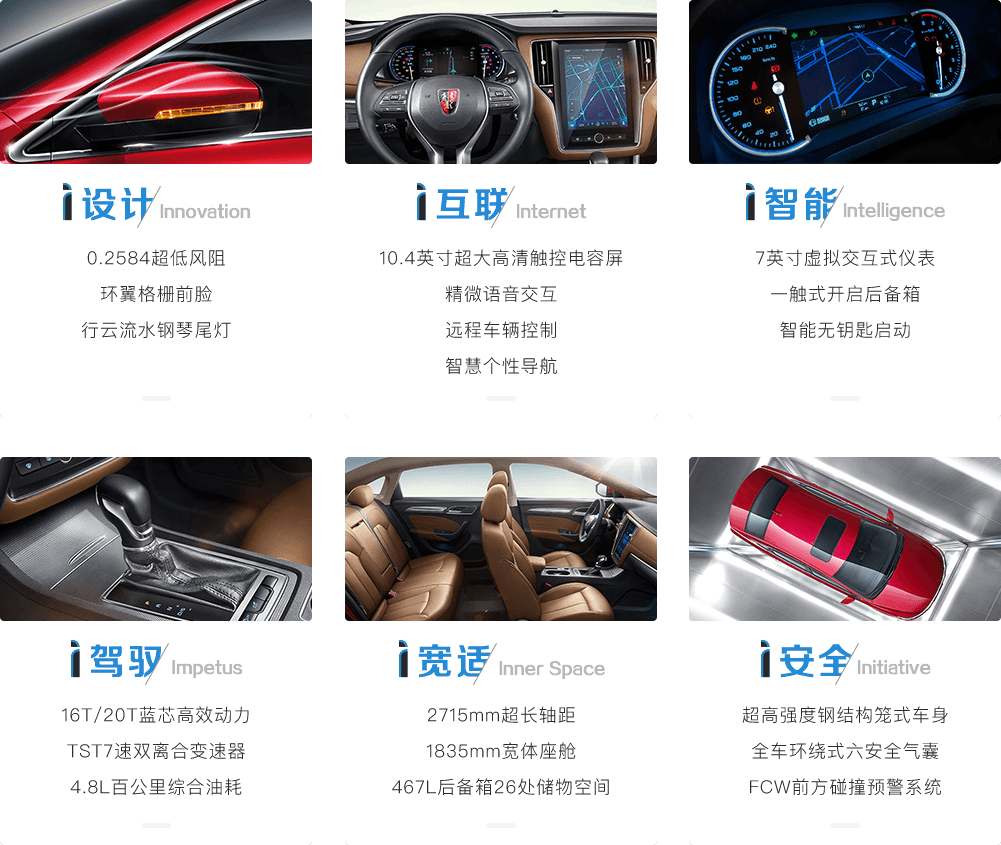 i 设计 Innovation
0.2584超低风阻
环翼格栅前脸
行云流水钢琴尾灯
i 互联 Internet
10.4英寸超大高清触控电容屏
精微语音交互
远程车辆控制
智慧个性导航
i 智能 Intelligence
7英寸虚拟交互式仪表
一触式开启后备箱
智能无钥匙启动
i 驾驭 Impetus
16T/20T蓝芯高效动力
TST7速双离合变速器
4.8L百公里综合油耗
i 宽适 Inner Space
2715mm超长轴距
1835mm宽体座舱
467L后备箱26处储物空间
i 安全 Initiative
超高强度钢结构笼式车身
全车环绕式六安全气囊
FCW前方碰撞预警系统